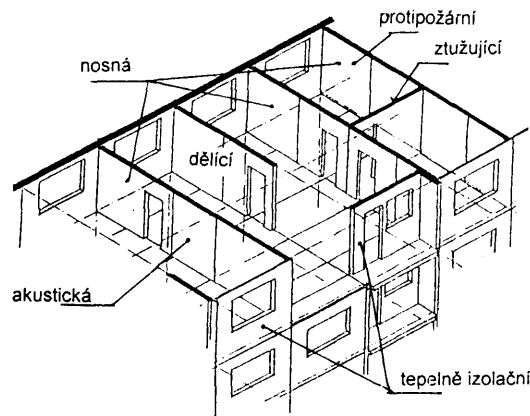 protipožární
ztužující
nosná
dělící
akustická
tepelně izolační